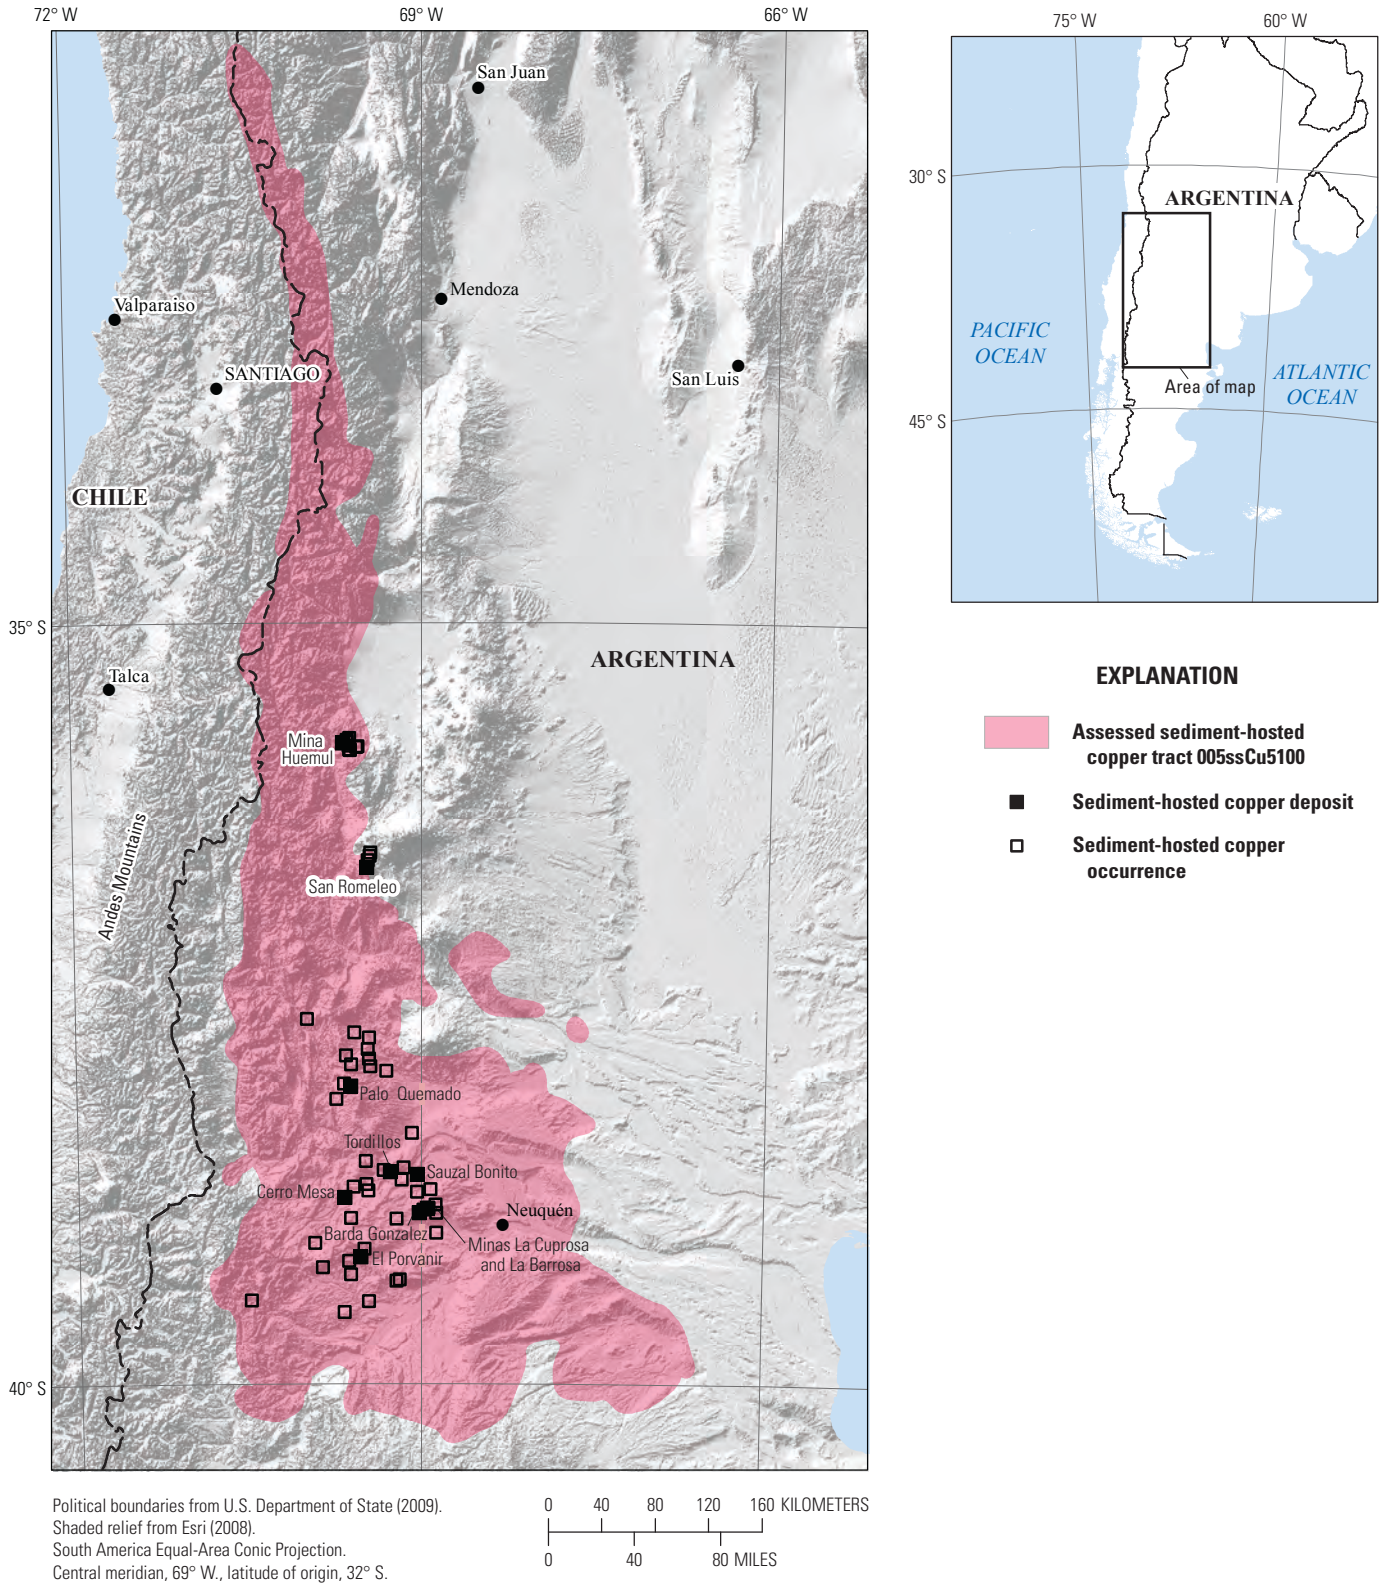 72° W
69° W
66° W
San Juan
Mendoza
Valparaiso
SANTIAGO
San Luis
CHILE
35° S
ARGENTINA
Talca
Mina
Huemul
Andes Mountains
San Romeleo
Palo Quemado
Tordillos
Sauzal Bonito
Cerro Mesa
Neuquén
Barda Gonzalez
Minas La Cuprosa
and La Barrosa
El Porvanir
40° S
75° W
60° W
30° S
ARGENTINA
PACIFIC
OCEAN
ATLANTIC
OCEAN
Area of map
45° S
EXPLANATION
Assessed sediment-hosted
copper tract 005ssCu5100
Sediment-hosted copper deposit
Sediment-hosted copper
occurrence
Political boundaries from U.S. Department of State (2009).
Shaded relief from Esri (2008).
South America Equal-Area Conic Projection.
Central meridian, 69° W., latitude of origin, 32° S.
0 40 80 120 160 KILOMETERS
0 40 80 MILES